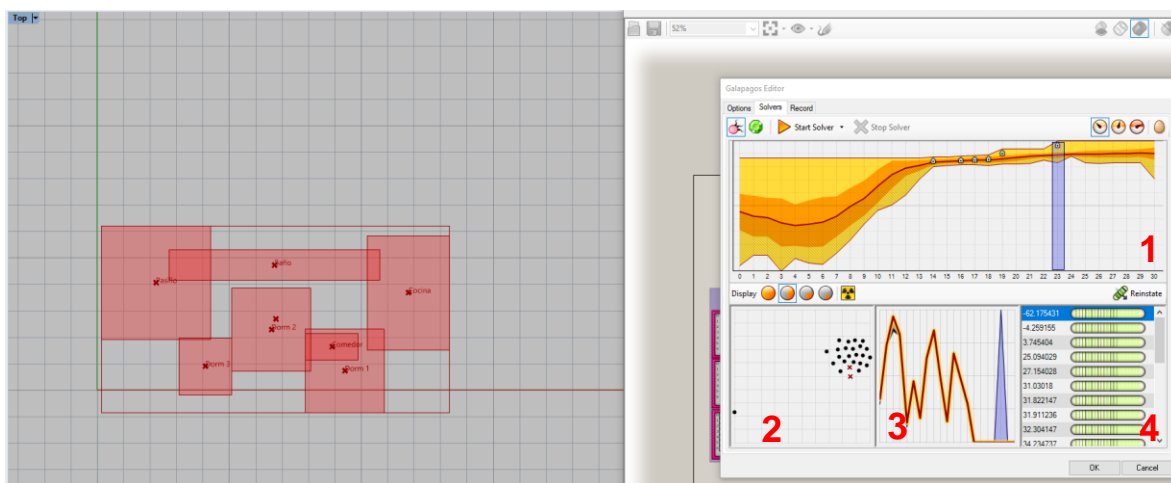 Top
Baño
Pasillo
Cocina
Dorm 2
Comedor
Dorm 3
Dorm 1
52%
Galapagos Editor
Options Solvers Record
Start Solver Stop Solver
1
0 1 2 3 4 5 6 7 8 9 10 11 12 13 14 15 16 17 18 19 20 21 22 23 24 25 26 27 28 29 30
Display Reinstate
-62.175431
-4.259155
3.745404
25.094029
27.154028
31.03018
31.822147
31.911236
32.304147
34.234737
2 3 4
OK Cancel